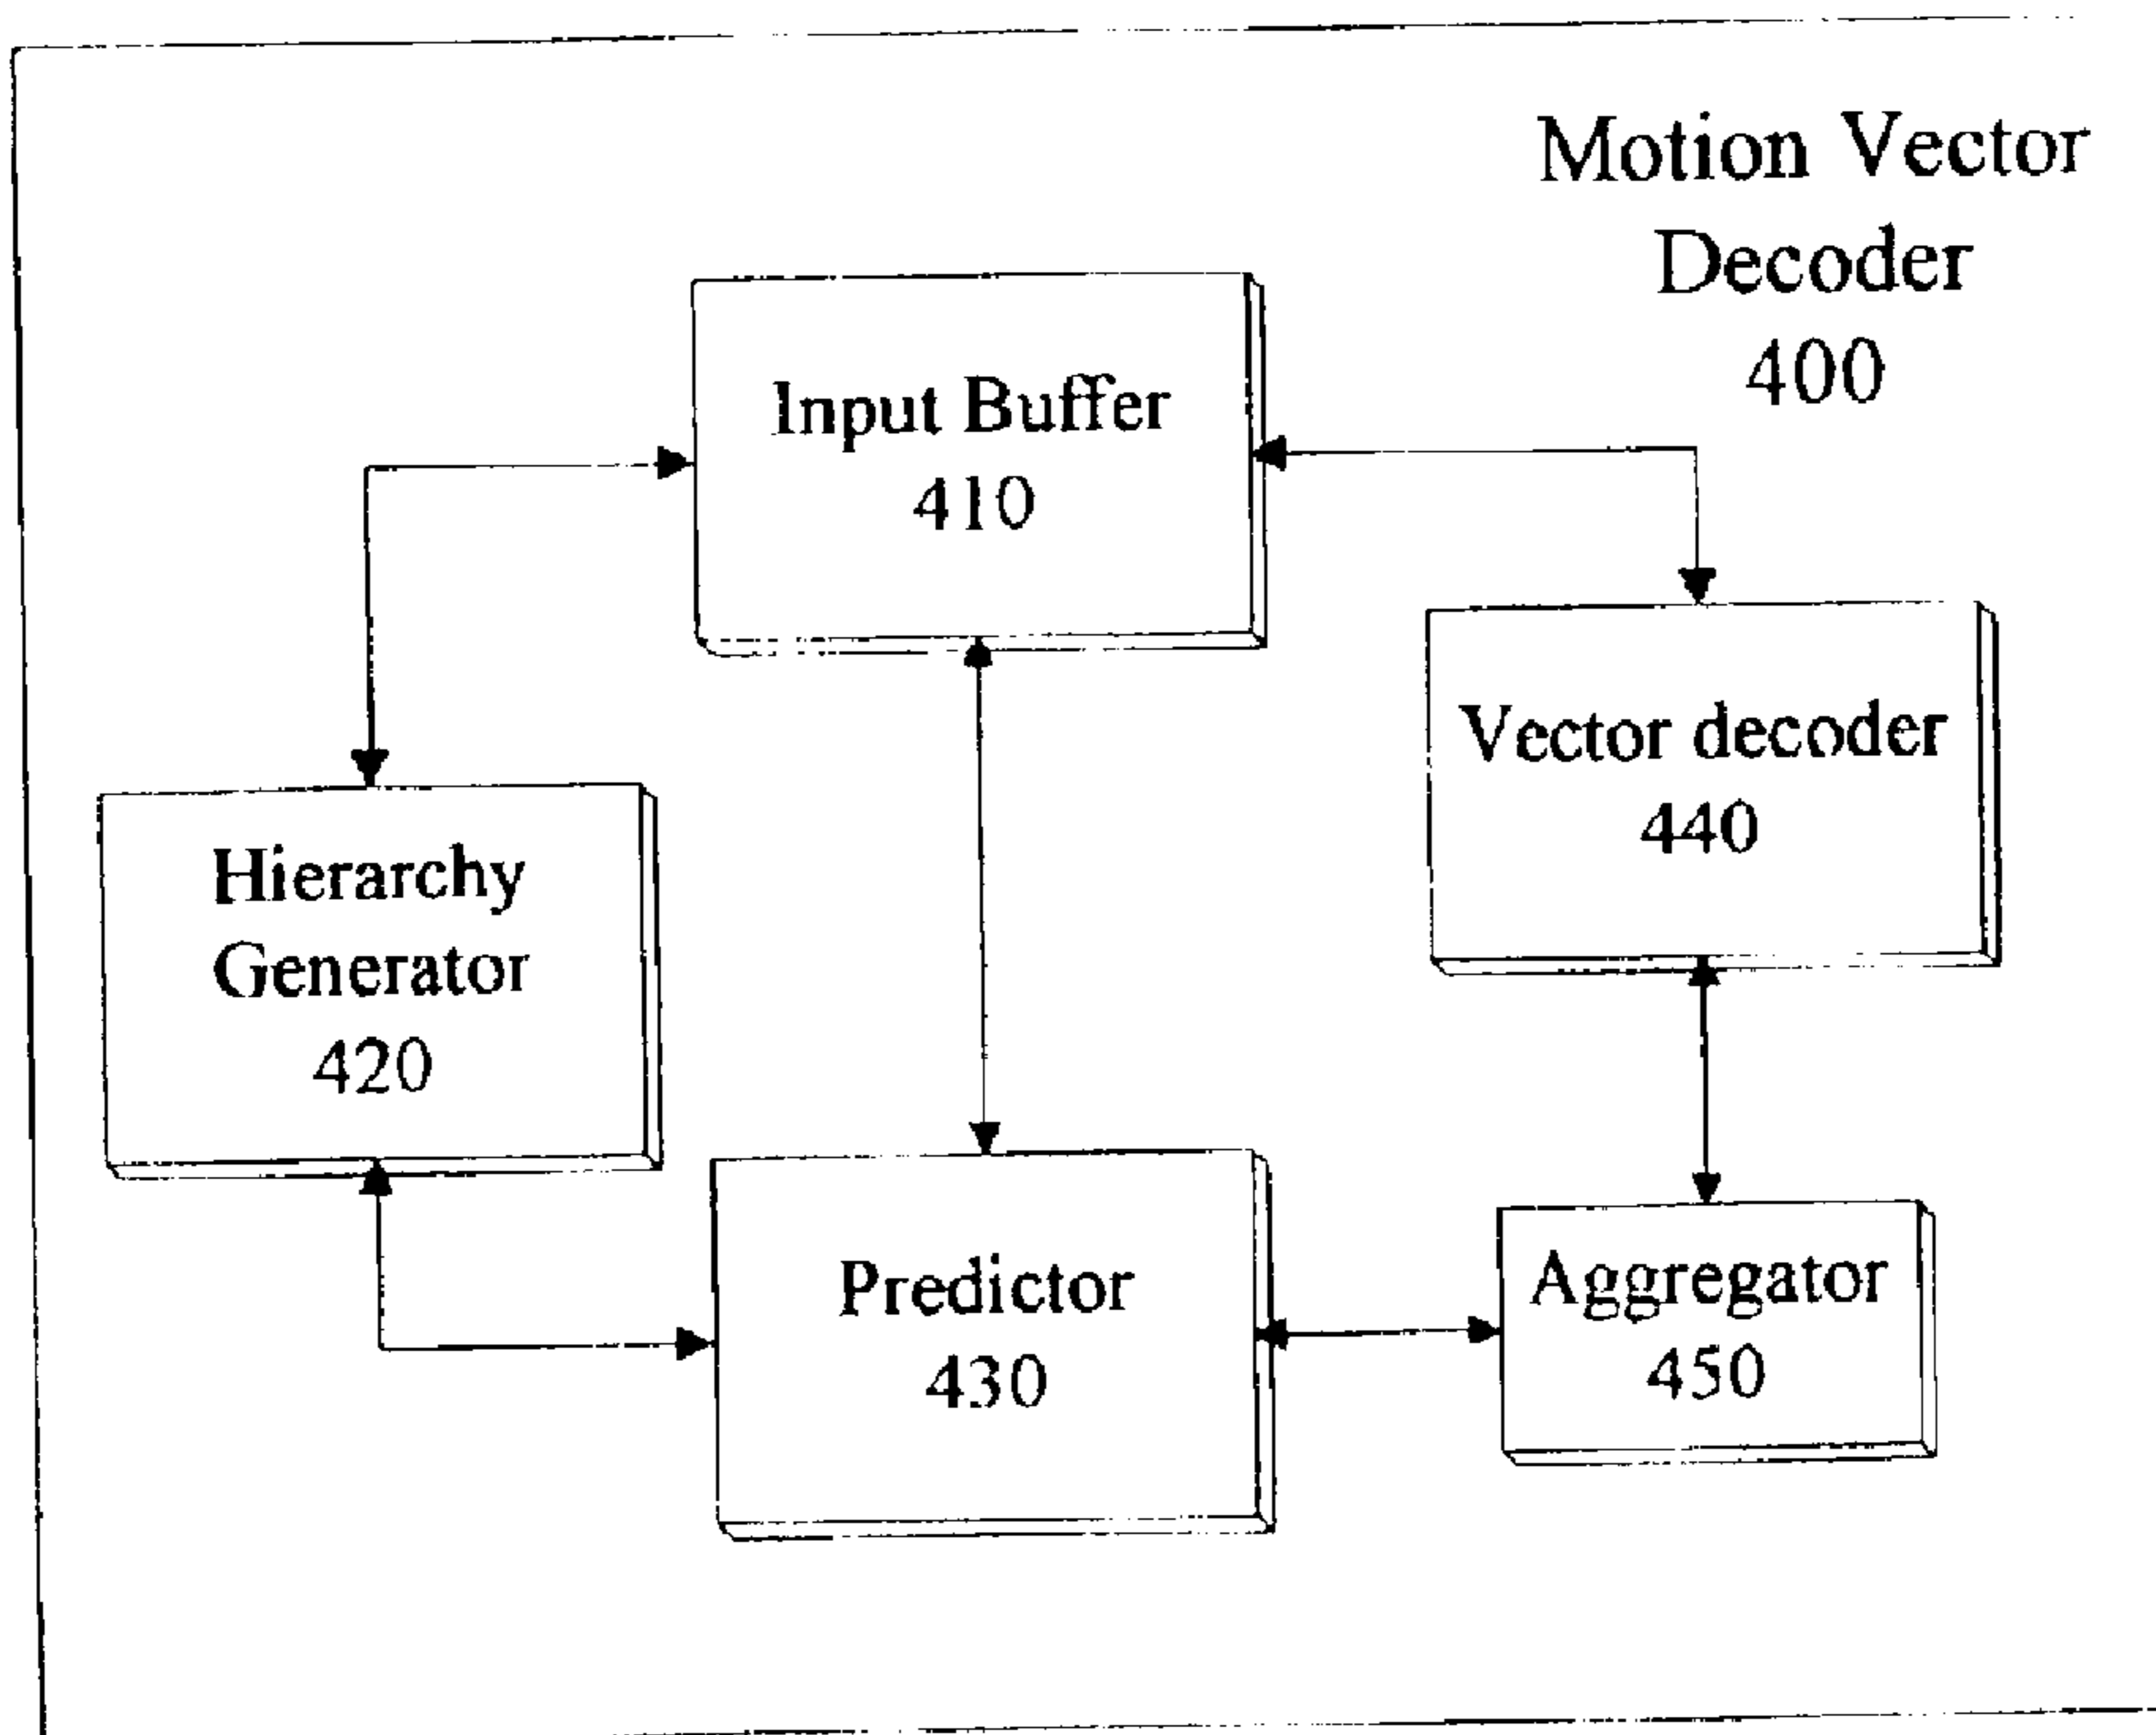 Motion Vector
Decoder
400
Input Buffer
410
Vector decoder
440
Hierarchy
Generator
420
Predictor
430
Aggregator
450